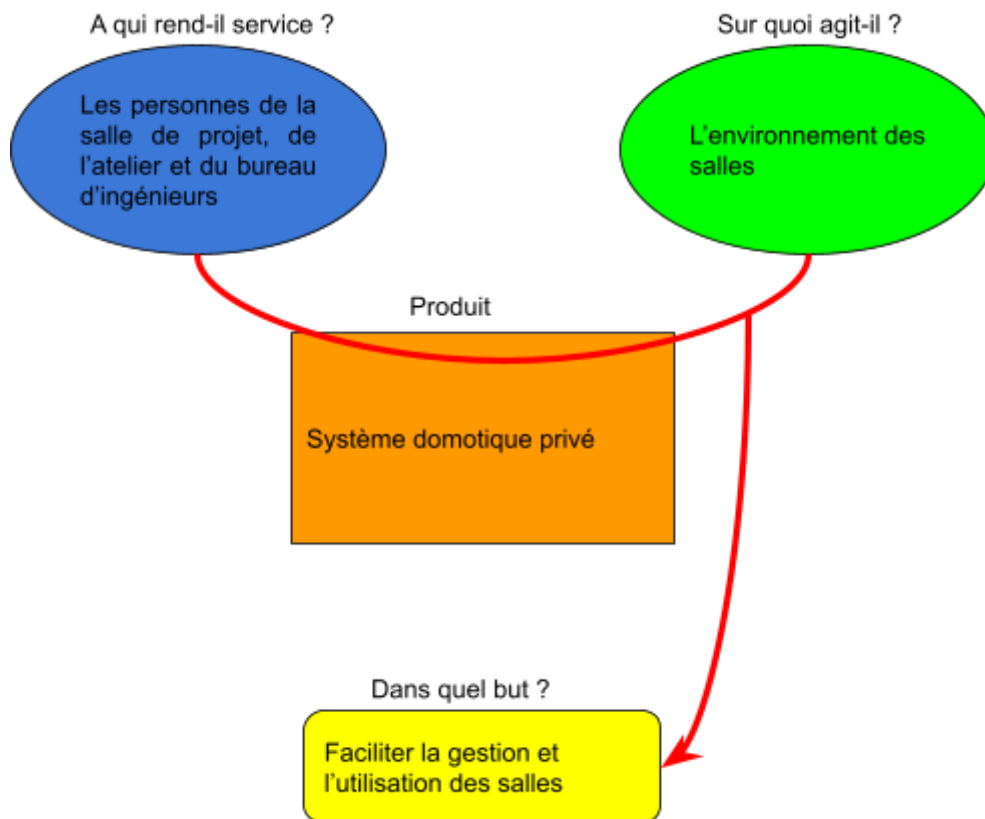 A qui rend-il service ?
Sur quoi agit-il ?
Les personnes de la
salle de projet, de
l'atelier et du bureau
d'ingénieurs
L'environnement des
salles
Produit
Système domotique privé
Dans quel but ?
Faciliter la gestion et
l'utilisation des salles